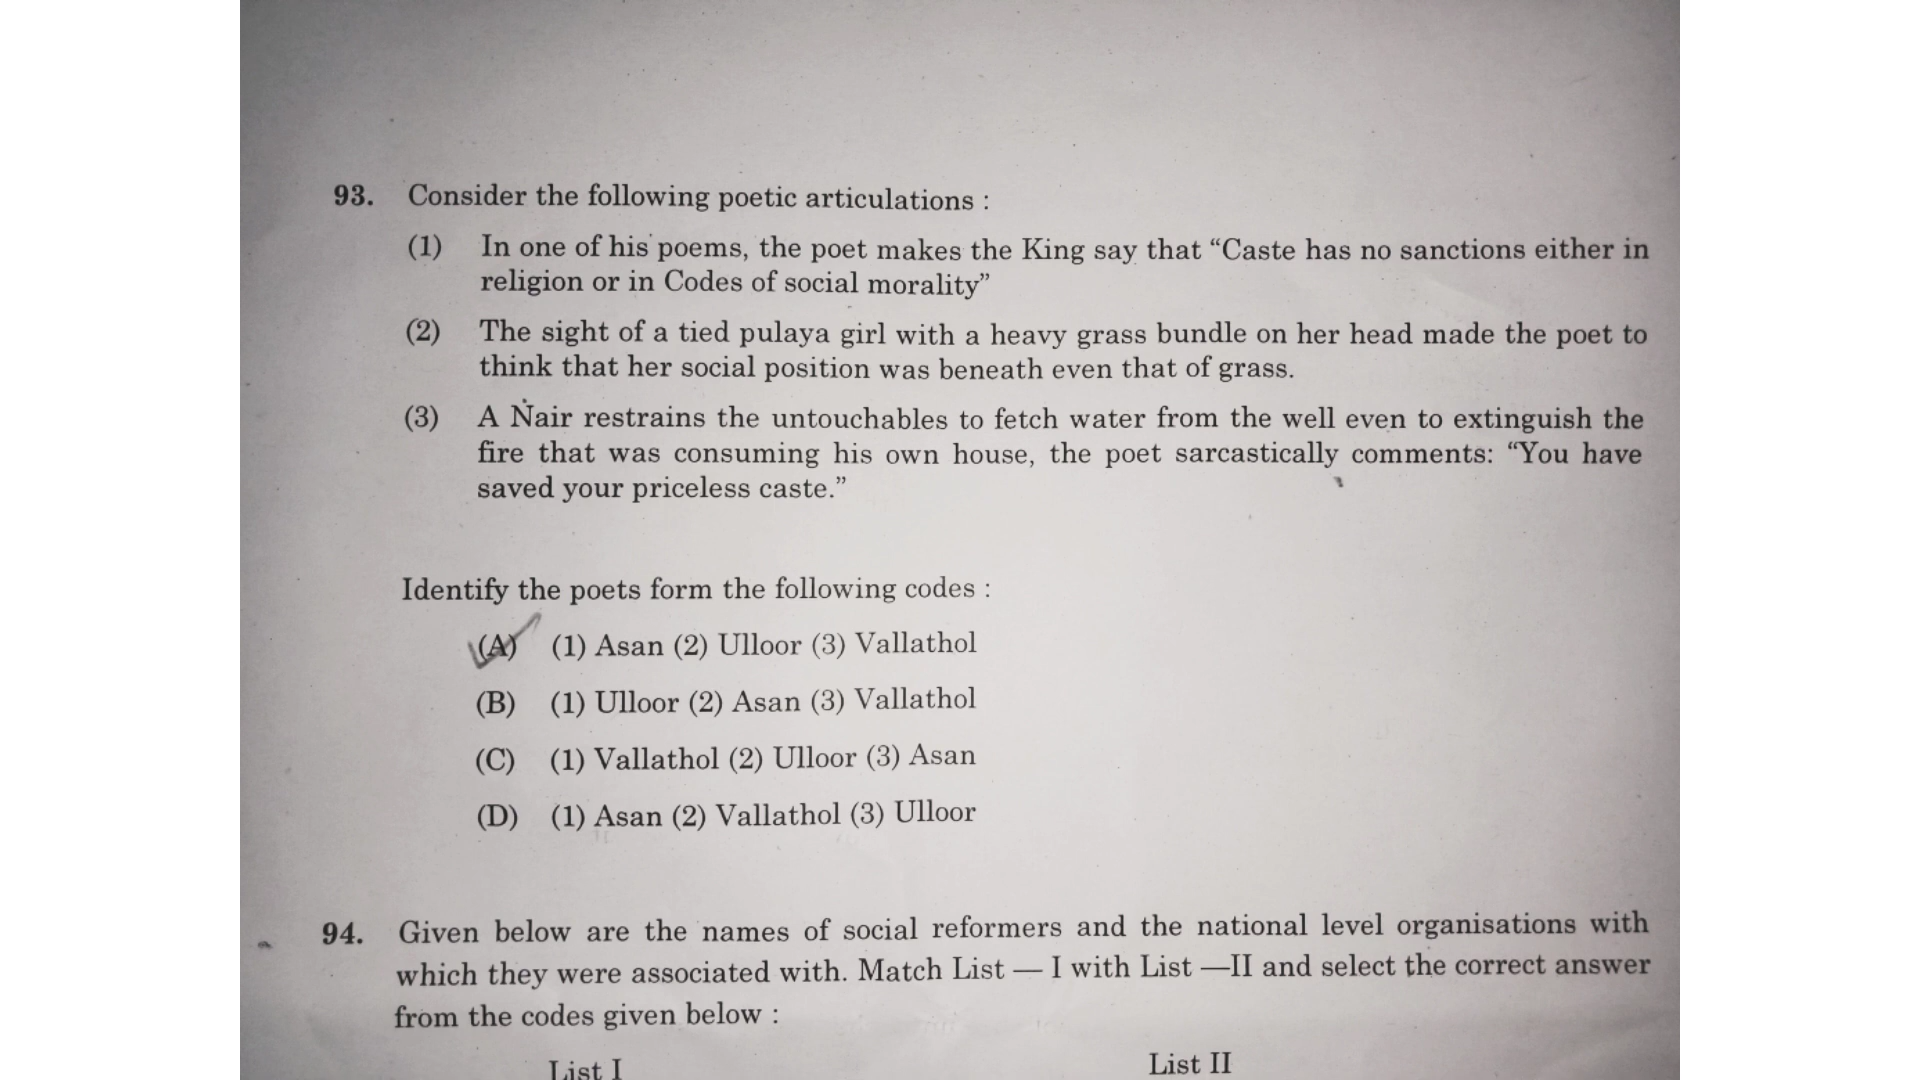 93. Consider the following poetic articulations :
(1) In one of his poems, the poet makes the King say that “Caste has no sanctions either in
religion or in Codes of social morality”
(2) The sight of a tied pulaya girl with a heavy grass bundle on her head made the poet to
think that her social position was beneath even that of grass.
(3) A Nair restrains the untouchables to fetch water from the well even to extinguish the
fire that was consuming his own house, the poet sarcastically comments: “You have
saved your priceless caste.”
Identify the poets form the following codes :
(A) (1) Asan (2) Ulloor (3) Vallathol
(B) (1) Ulloor (2) Asan (3) Vallathol
(C) (1) Vallathol (2) Ulloor (3) Asan
(D) (1) Asan (2) Vallathol (3) Ulloor
94. Given below are the names of social reformers and the national level organisations with
which they were associated with. Match List — I with List —II and select the correct answer
from the codes given below :
List I List II